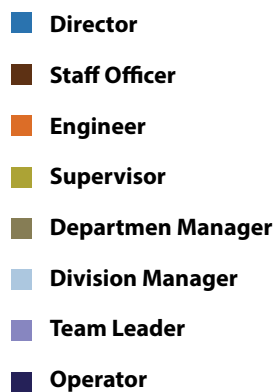 Director
Staff Officer
Engineer
Supervisor
Departmen Manager
Division Manager
Team Leader
Operator